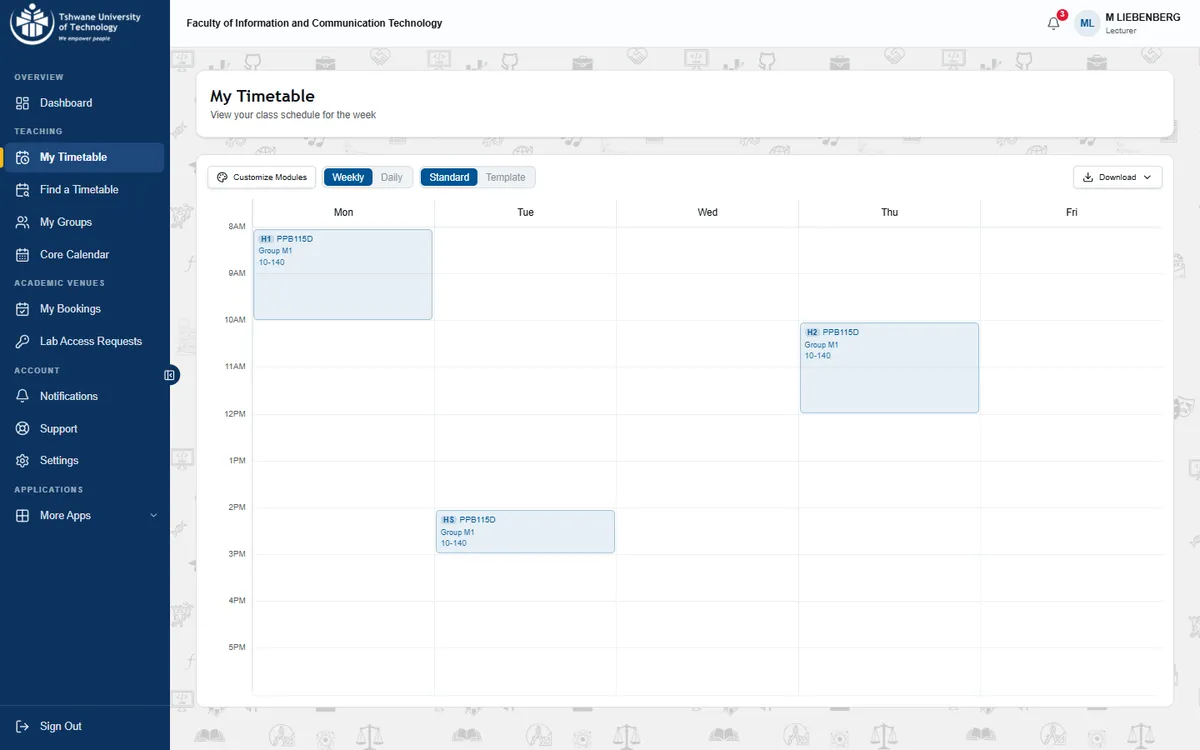 Tshwane University
of Technology
We empower people
Faculty of Information and Communication Technology
3
ML
M LIEBENBERG
Lecturer
OVERVIEW
Dashboard
TEACHING
My Timetable
Find a Timetable
My Groups
Core Calendar
ACADEMIC VENUES
My Bookings
Lab Access Requests
ACCOUNT
Notifications
Support
Settings
APPLICATIONS
More Apps
Sign Out
My Timetable
View your class schedule for the week
Customize Modules
Weekly
Daily
Standard
Template
Download
Mon
Tue
Wed
Thu
Fri
8AM
H1 PPB115D
Group M1
10-140
9AM
10AM
H2 PPB115D
Group M1
10-140
11AM
12PM
1PM
2PM
HS PPB115D
Group M1
10-140
3PM
4PM
5PM